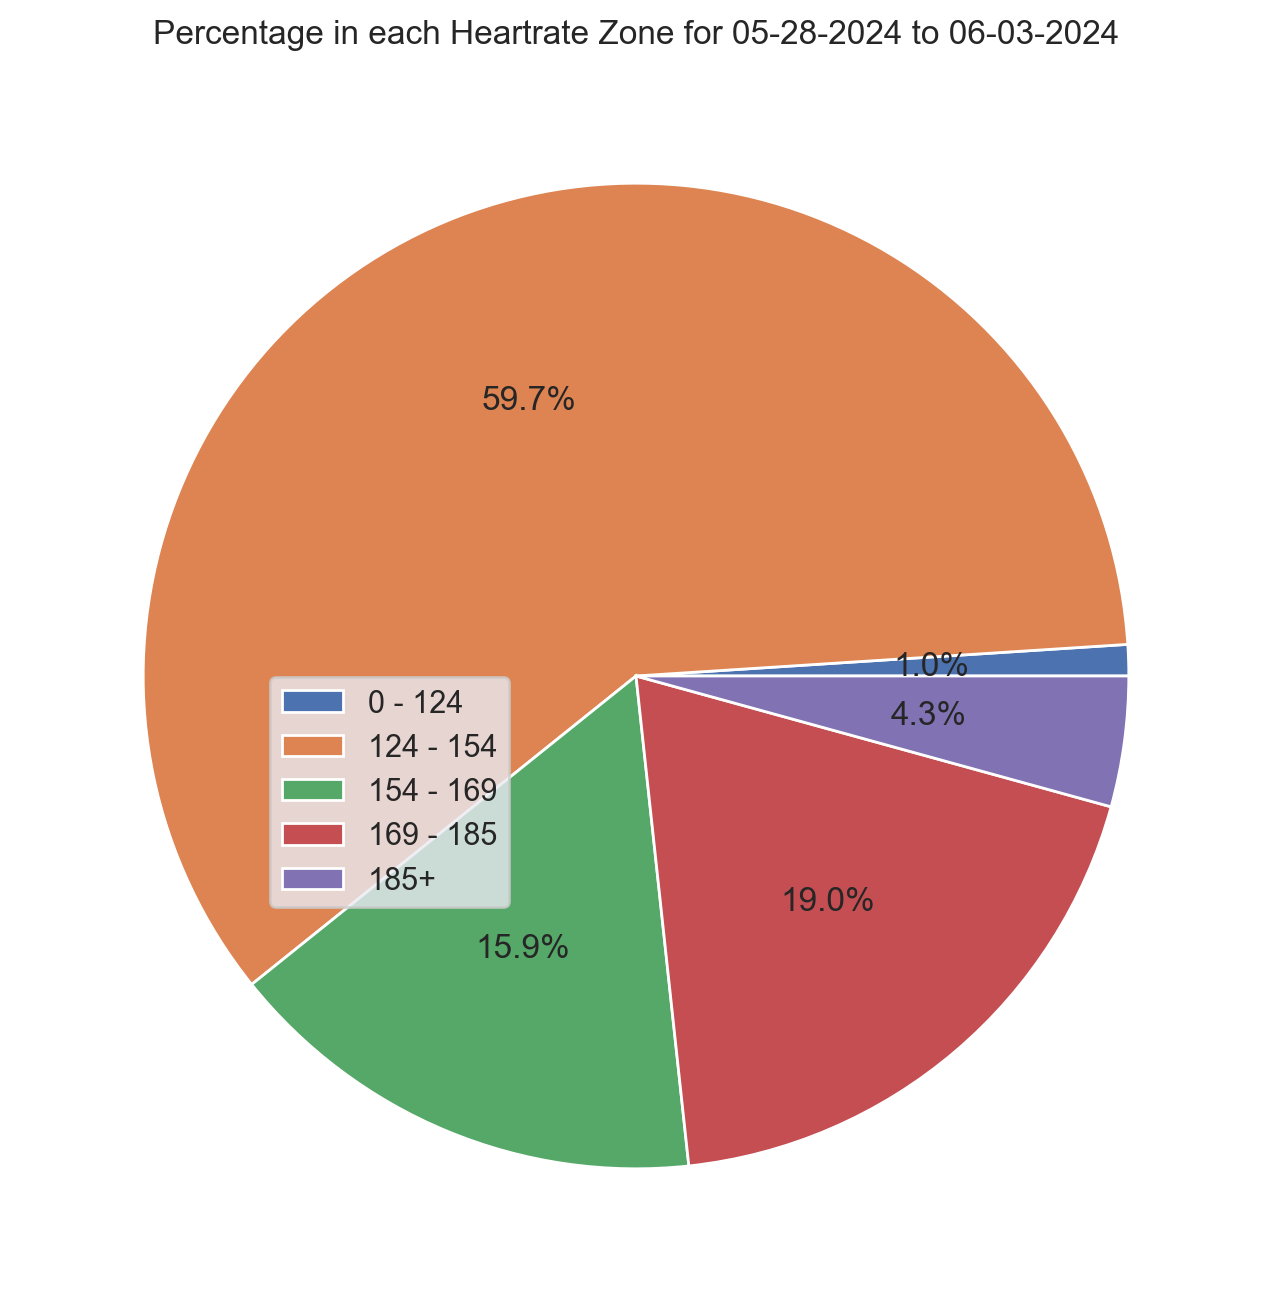 Percentage in each Heartrate Zone for 05-28-2024 to 06-03-2024
59.7%
1.0%
4.3%
0 - 124
124 - 154
154 - 169
169 - 185
185+
19.0%
15.9%